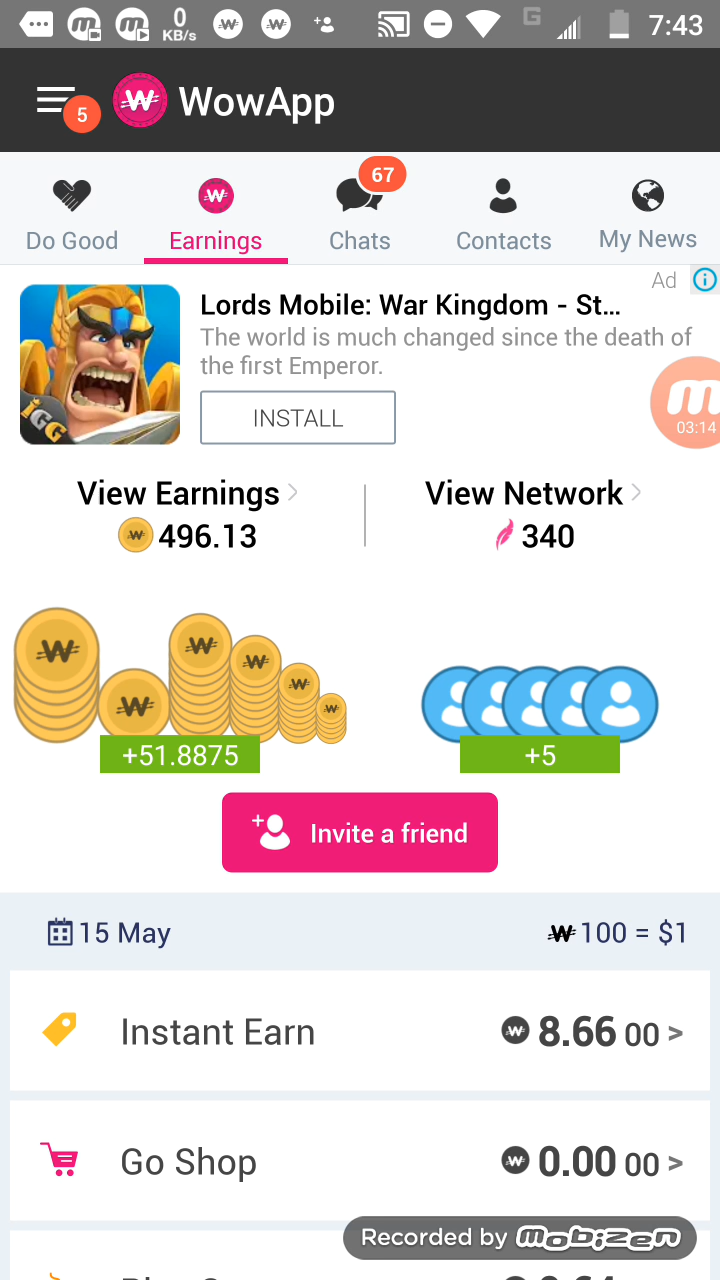 0
KB/s
G
7:43
5
WowApp
67
Do Good
Earnings
Chats
Contacts
My News
Ad
Lords Mobile: War Kingdom - St...
The world is much changed since the death of
the first Emperor.
IGG
INSTALL
03:14
View Earnings
View Network
496.13
340
+51.8875
+5
Invite a friend
15 May
₩100 = $1
Instant Earn
8.66 00 >
Go Shop
0.00 00 >
Recorded by mobizen